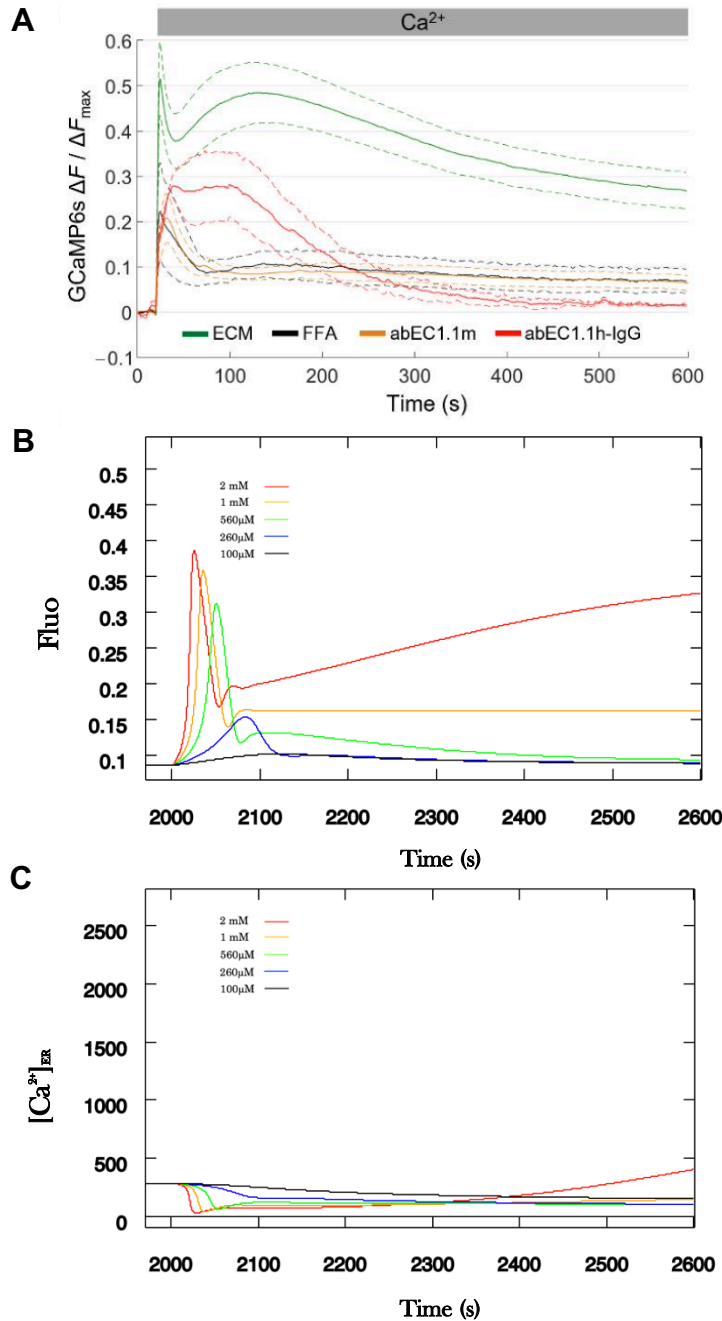 A
Ca2+
GCaMP6s ΔF / ΔFmax
0.6
0.5
0.4
0.3
0.2
0.1
0
−0.1
ECM FFA abEC1.1m abEC1.1h-IgG
0 100 200 300 400 500 600
Time (s)
B
Fluo
0.5
0.45
0.4
0.35
0.3
0.25
0.2
0.15
0.1
2 mM
1 mM
560μM
260μM
100μM
2000 2100 2200 2300 2400 2500 2600
Time (s)
C
[Ca2+]ER
2500
2000
1500
1000
500
0
2 mM
1 mM
560μM
260μM
100μM
2000 2100 2200 2300 2400 2500 2600
Time (s)